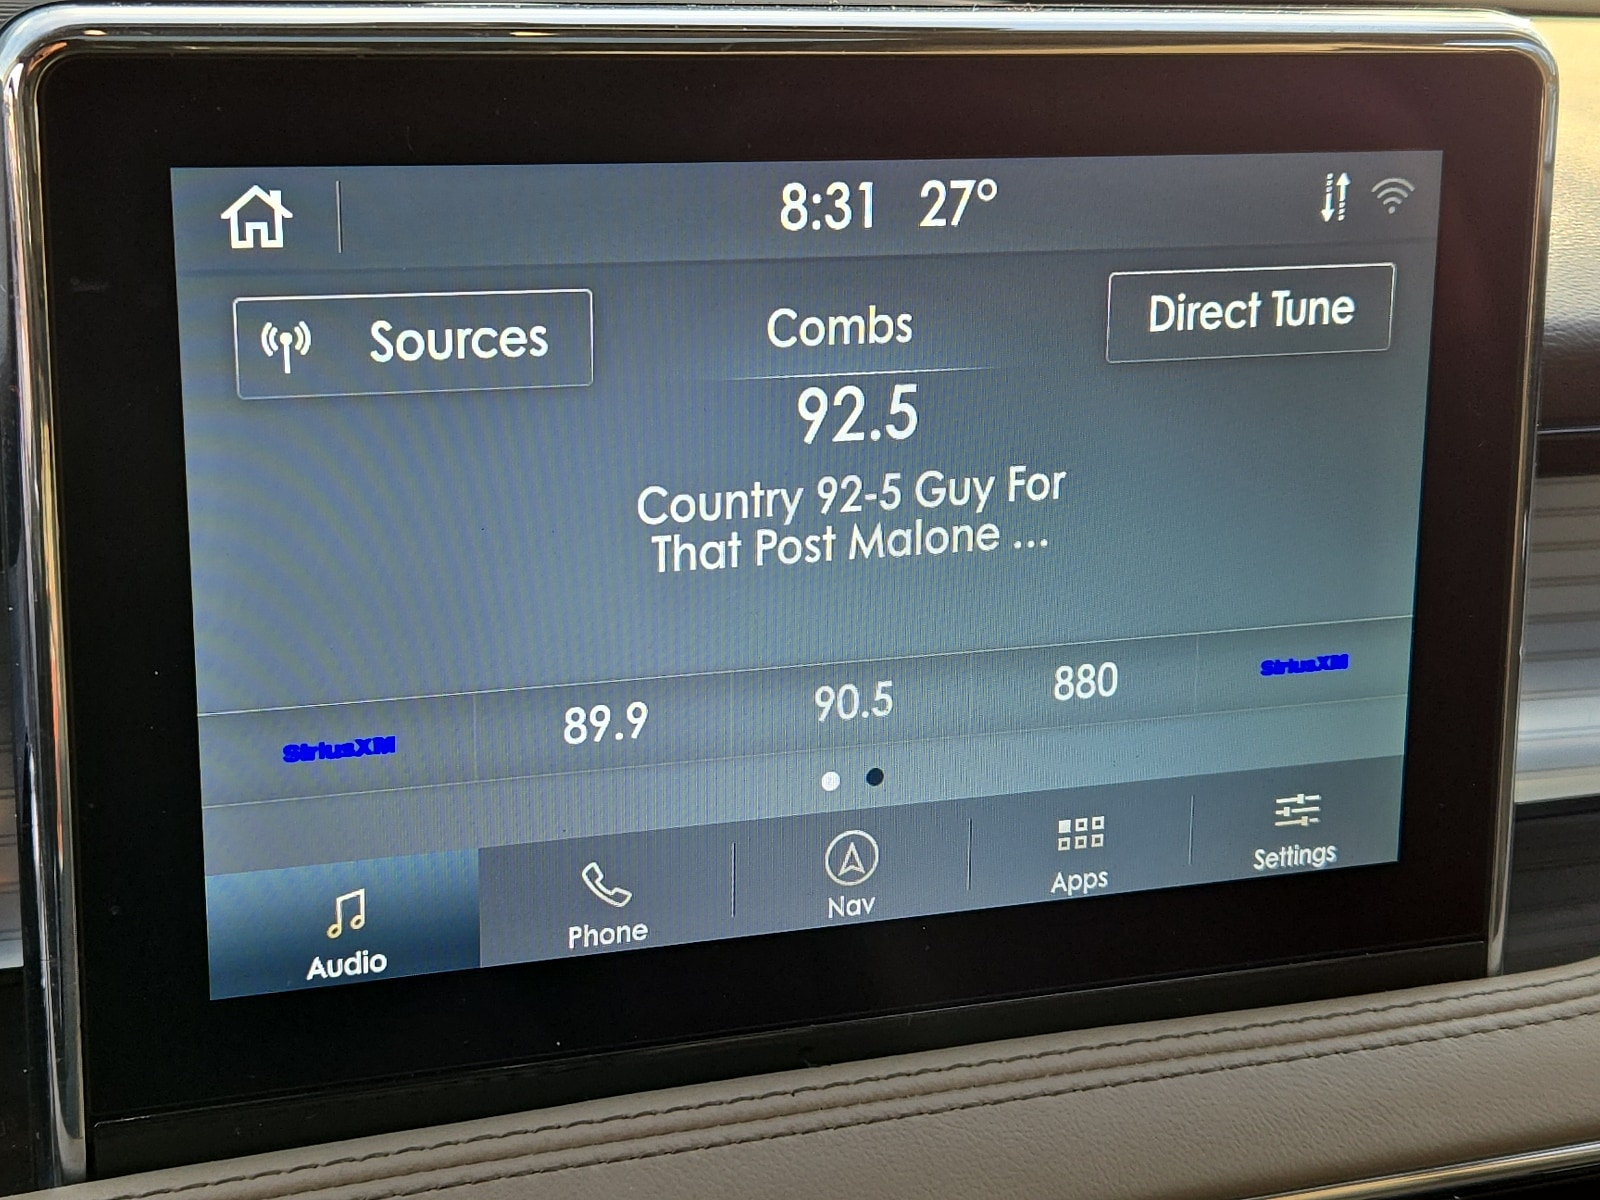 8:31 27°
Sources
Combs
Direct Tune
92.5
Country 92-5 Guy For
That Post Malone ...
SiriusXM
89.9
90.5
880
SiriusXM
Audio
Phone
Nav
Apps
Settings